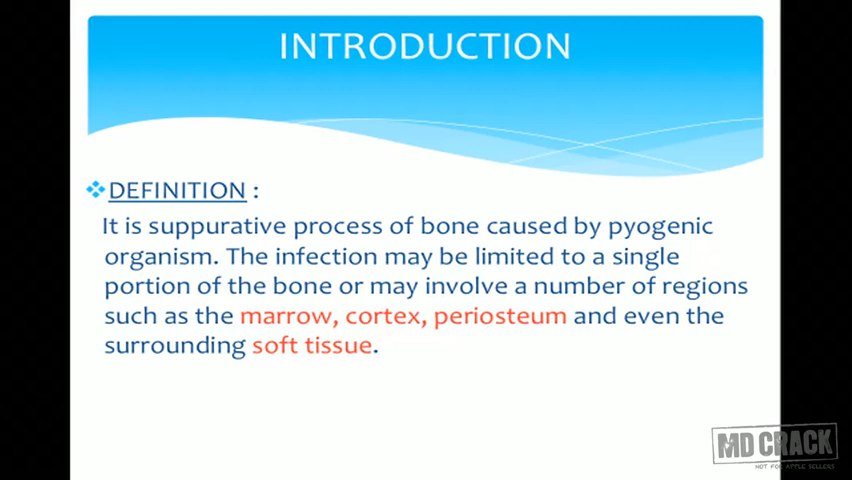 INTRODUCTION
DEFINITION :
It is suppurative process of bone caused by pyogenic
organism. The infection may be limited to a single
portion of the bone or may involve a number of regions
such as the marrow, cortex, periosteum and even the
surrounding soft tissue.
MD CRACK
NOT FOR APPLE SELLERS